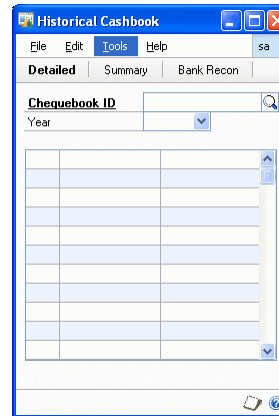 Historical Cashbook
File Edit Tools Help sa
Detailed Summary Bank Recon
Chequebook ID
Year